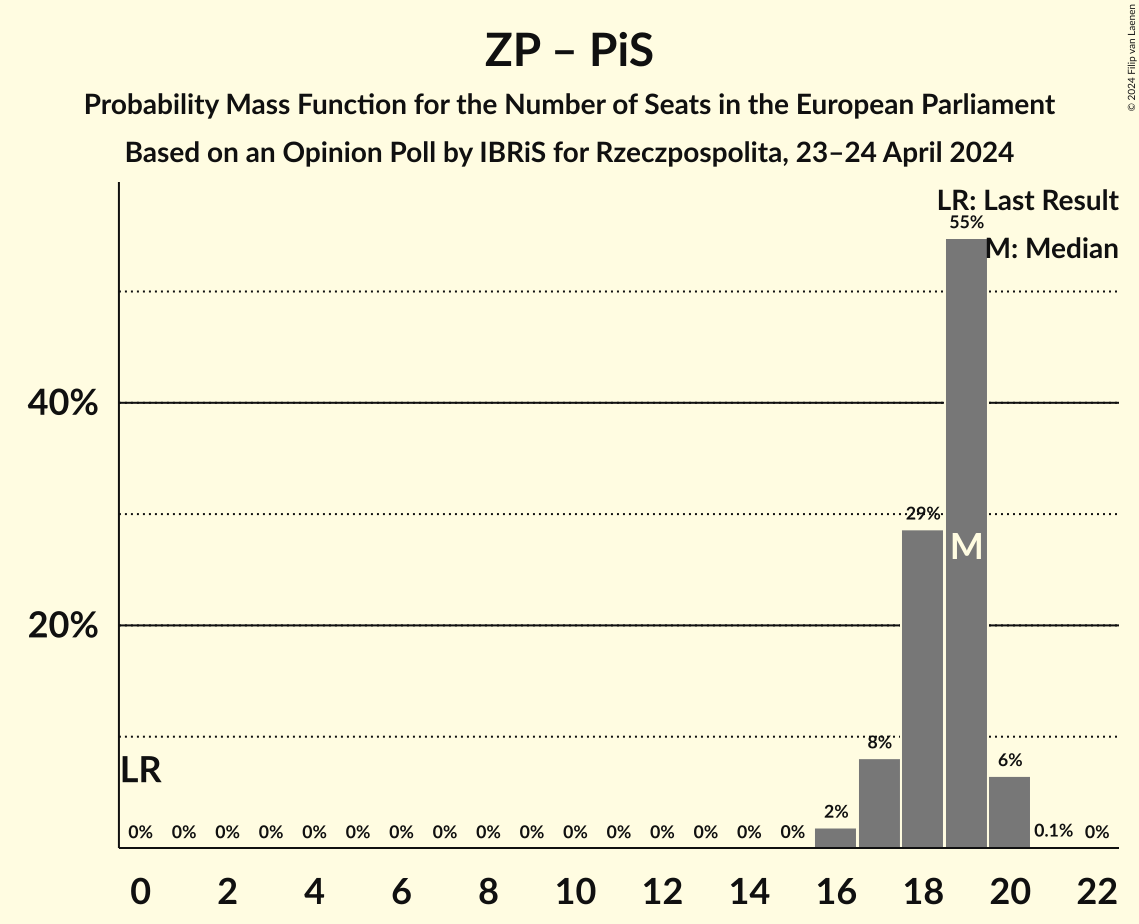 ZP – PiS
Probability Mass Function for the Number of Seats in the European Parliament
Based on an Opinion Poll by IBRiS for Rzeczpospolita, 23–24 April 2024
© 2024 Filip van Laenen
LR: Last Result
M: Median
55%
40%
29%
M
20%
8%
6%
LR
2%
0% 0% 0% 0% 0% 0% 0% 0% 0% 0% 0% 0% 0% 0% 0% 0% 0.1% 0%
0 2 4 6 8 10 12 14 16 18 20 22